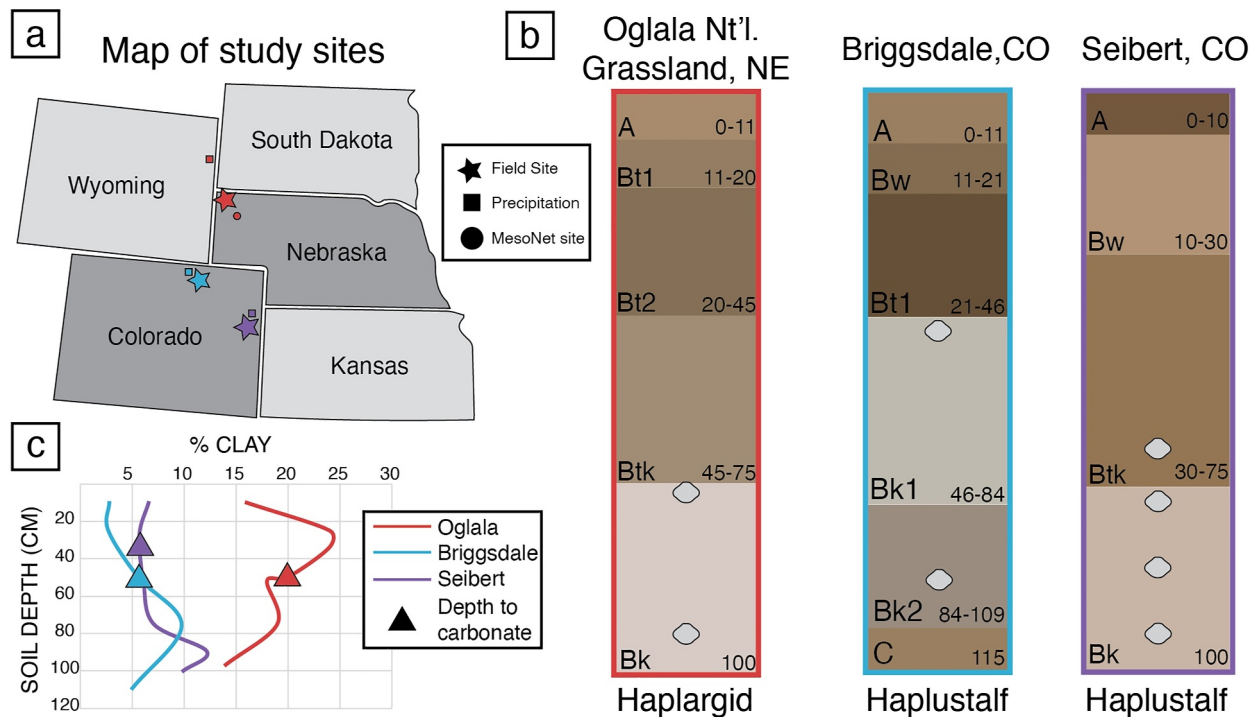 a
Map of study sites
South Dakota
Wyoming
Nebraska
Colorado
Kansas
Field Site
Precipitation
MesoNet site
b
Oglala Nt'l.
Grassland, NE
A 0-11
Bt1 11-20
Bt2 20-45
Btk 45-75
Bk 100
Haplargid
Briggsdale,CO
A 0-11
Bw 11-21
Bt1 21-46
Bk1 46-84
Bk2 84-109
C 115
Haplustalf
Seibert, CO
A 0-10
Bw 10-30
Btk 30-75
Bk 100
Haplustalf
c
% CLAY
5 10 15 20 25 30
SOIL DEPTH (CM)
20
40
60
80
100
120
Oglala
Briggsdale
Seibert
Depth to
carbonate